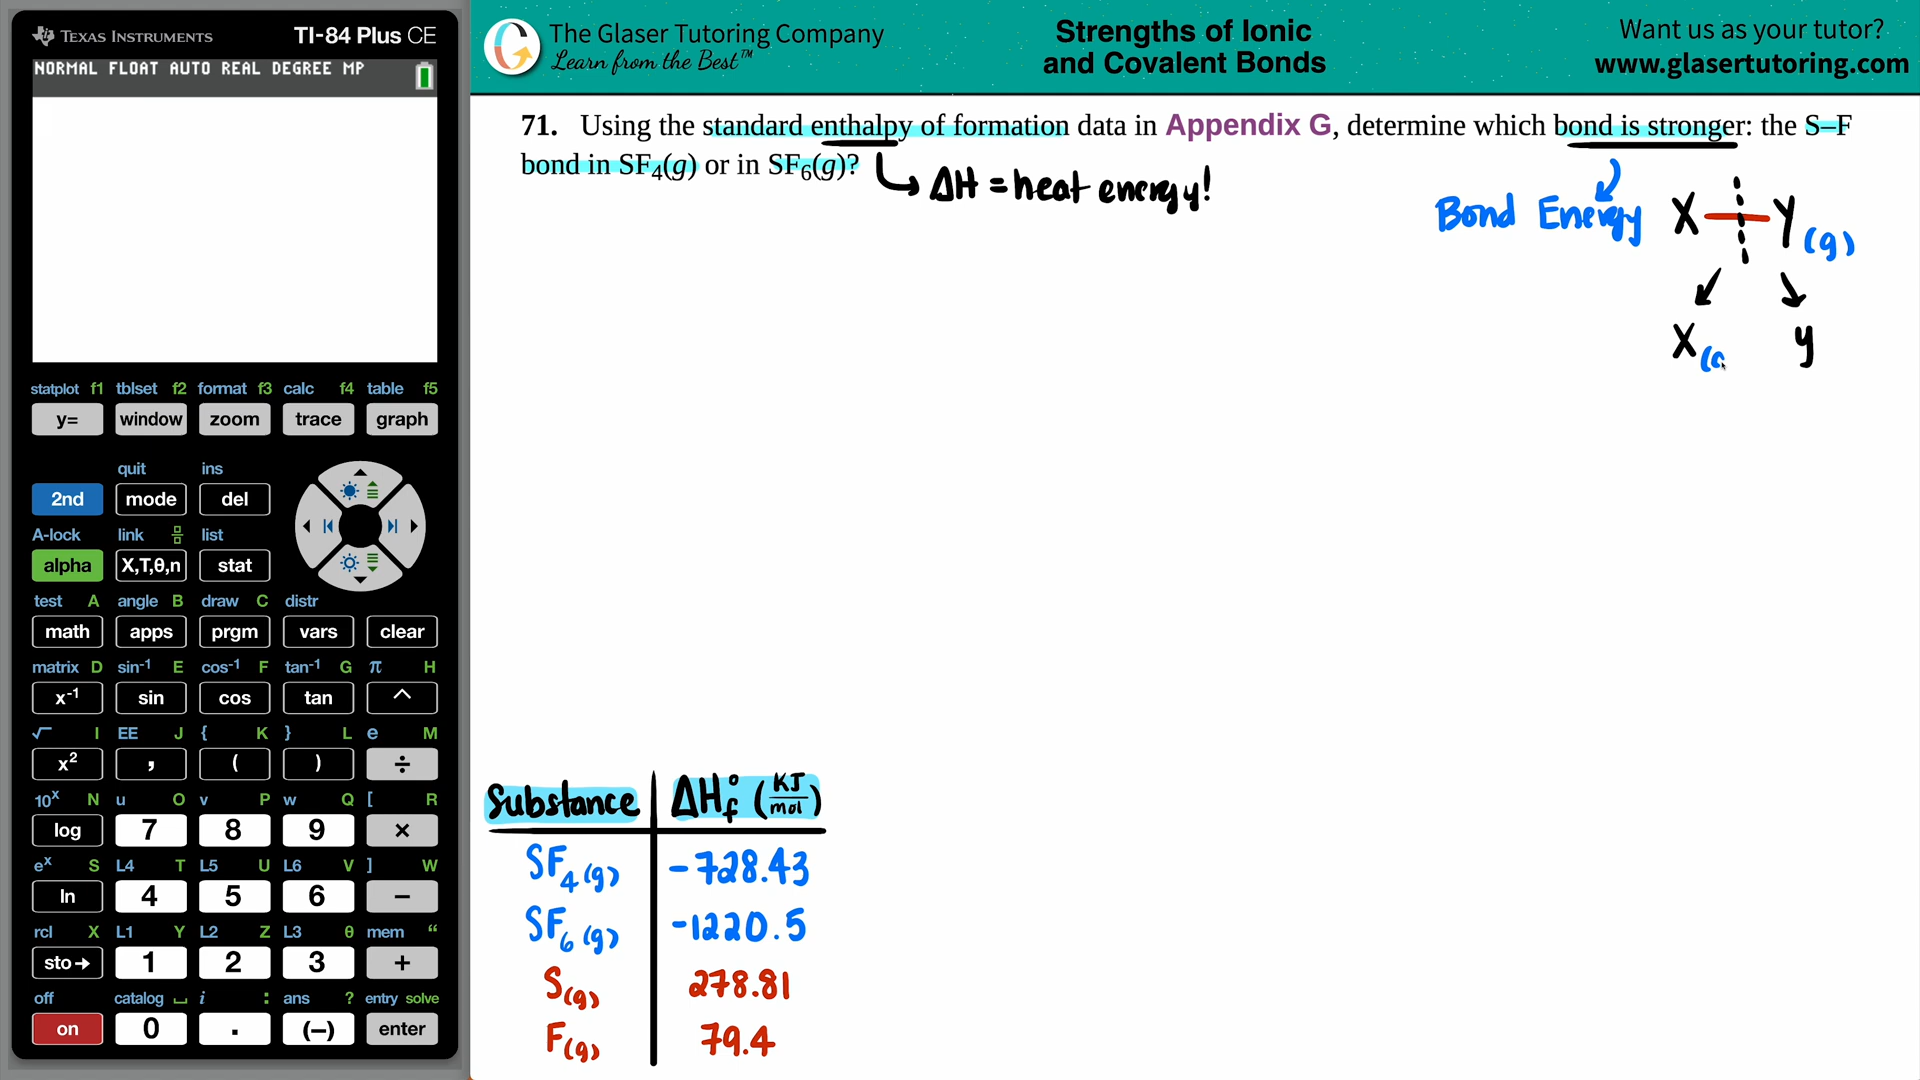 TEXAS INSTRUMENTS TI-84 Plus CE
NORMAL FLOAT AUTO REAL DEGREE MP
statplot f1 tblset f2 format f3 calc f4 table f5
y= window zoom trace graph
quit ins
2nd mode del
A-lock link list
alpha X,T,θ,n stat
test A angle B draw C distr
math apps prgm vars clear
matrix D sin⁻¹ E cos⁻¹ F tan⁻¹ G π H
x⁻¹ sin cos tan ^
√ I EE J { K } L e M
x² , ( ) ÷
10ˣ N u O v P w Q [ R
log 7 8 9 ×
eˣ S L4 T L5 U L6 V ] W
ln 4 5 6 −
rcl X L1 Y L2 Z L3 θ mem “
sto→ 1 2 3 +
off catalog ⎵ i : ans ? entry solve
on 0 . (−) enter
The Glaser Tutoring Company
Learn from the Best™
Strengths of Ionic
and Covalent Bonds
Want us as your tutor?
www.glasertutoring.com
71. Using the standard enthalpy of formation data in Appendix G, determine which bond is stronger: the S–F
bond in SF₄(g) or in SF₆(g)?
ΔH = heat energy!
Bond Energy X Y (g)
X (g y
Substance ΔH°f (KJ/mol)
SF₄(g) -728.43
SF₆(g) -1220.5
S(g) 278.81
F(g) 79.4